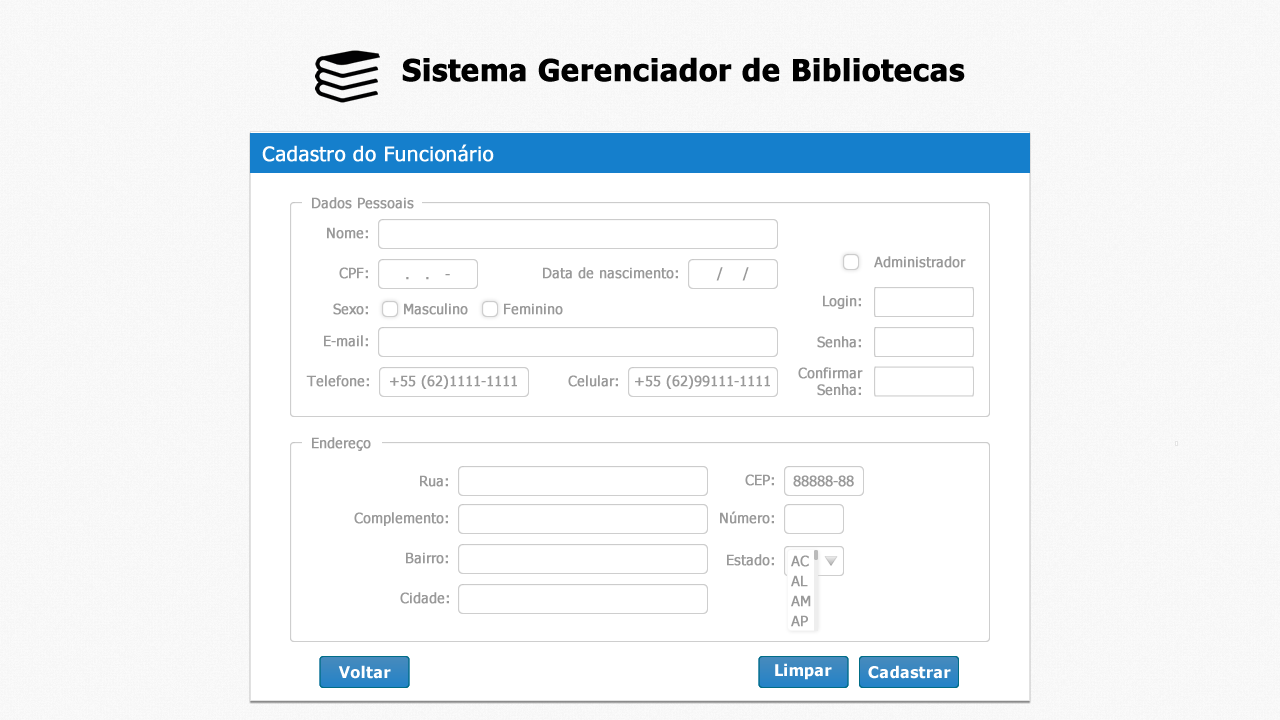 Sistema Gerenciador de Bibliotecas
Cadastro do Funcionário
Dados Pessoais
Nome:
CPF: . . - Data de nascimento: / /
Administrador
Sexo: Masculino Feminino
Login:
E-mail:
Senha:
Telefone: +55 (62)1111-1111 Celular: +55 (62)99111-1111
Confirmar
Senha:
Endereço
Rua: CEP: 88888-88
Complemento: Número:
Bairro: Estado: AC
AL
Cidade: AM
AP
Voltar Limpar Cadastrar